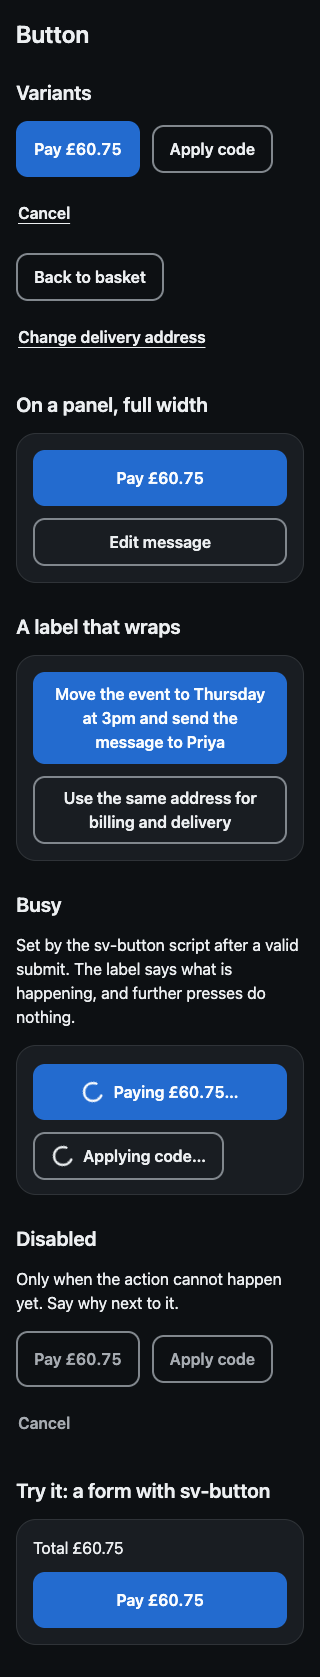 Button
Variants
Pay £60.75
Apply code
Cancel
Back to basket
Change delivery address
On a panel, full width
Pay £60.75
Edit message
A label that wraps
Move the event to Thursday
at 3pm and send the
message to Priya
Use the same address for
billing and delivery
Busy
Set by the sv-button script after a valid
submit. The label says what is
happening, and further presses do
nothing.
Paying £60.75...
Applying code...
Disabled
Only when the action cannot happen
yet. Say why next to it.
Pay £60.75
Apply code
Cancel
Try it: a form with sv-button
Total £60.75
Pay £60.75